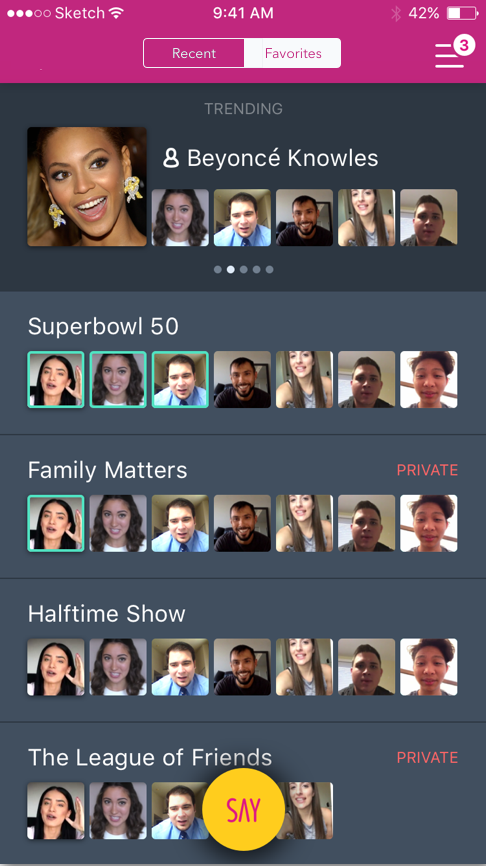 Sketch 9:41 AM 42%
Recent Favorites 3
TRENDING
Beyoncé Knowles
Superbowl 50
Family Matters PRIVATE
Halftime Show
The League of Friends PRIVATE
SAY